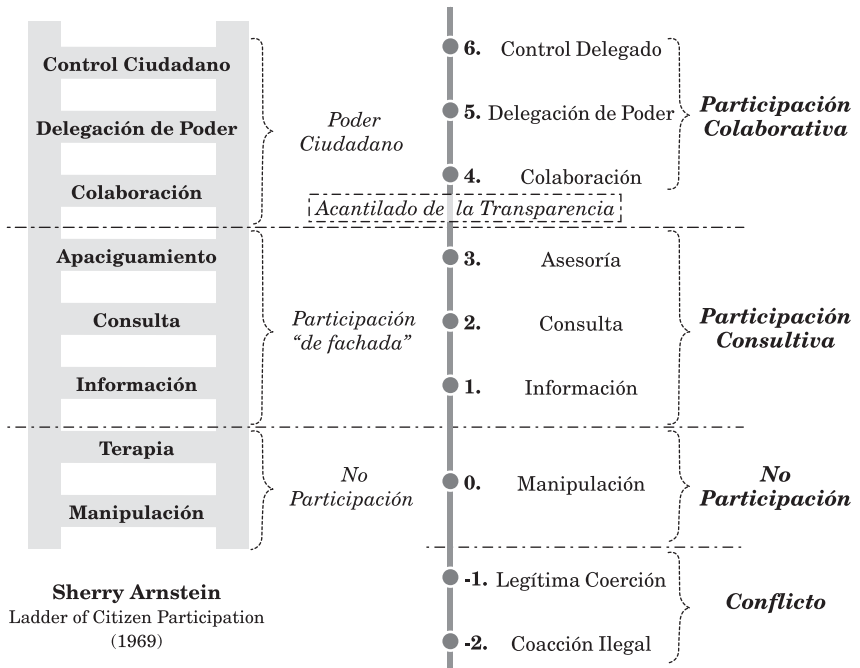 Control Ciudadano
Delegación de Poder
Colaboración
Poder
Ciudadano
Apaciguamiento
Consulta
Información
Participación
“de fachada”
Terapia
Manipulación
No
Participación
Sherry Arnstein
Ladder of Citizen Participation
(1969)
6. Control Delegado
5. Delegación de Poder
4. Colaboración
Participación
Colaborativa
Acantilado de la Transparencia
3. Asesoría
2. Consulta
1. Información
Participación
Consultiva
0. Manipulación
No
Participación
-1. Legítima Coerción
-2. Coacción Ilegal
Conflicto